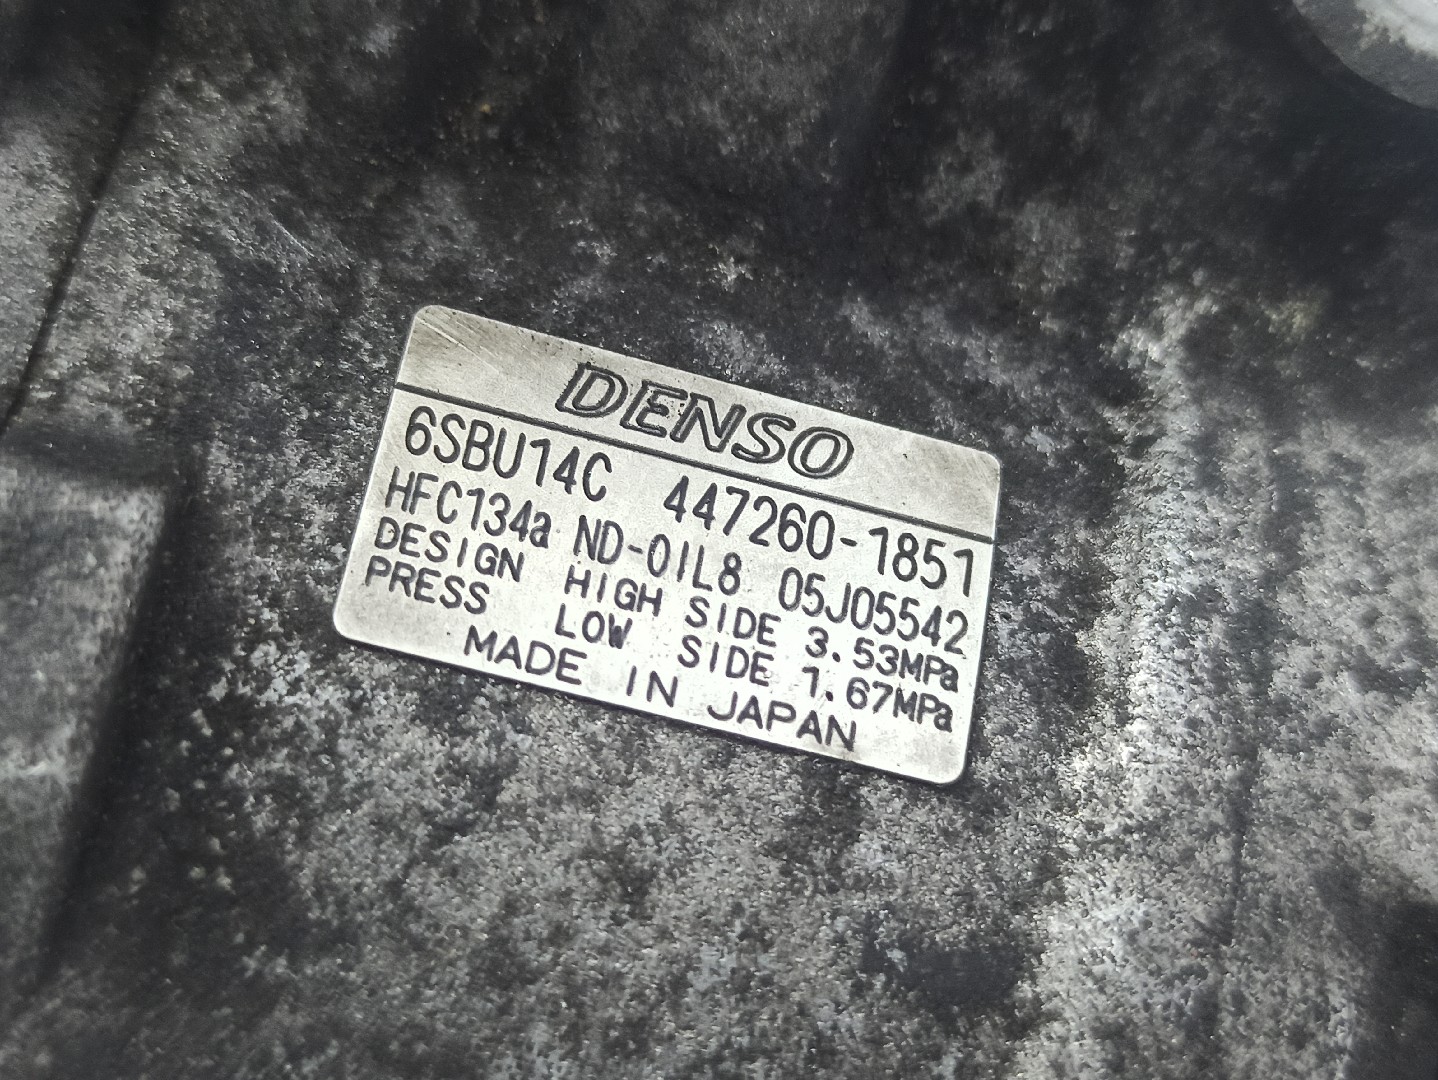 DENSO
6SBU14C 447260-1851
HFC134a ND-OIL8 05J05542
DESIGN HIGH SIDE 3.53MPa
PRESS LOW SIDE 1.67MPa
MADE IN JAPAN